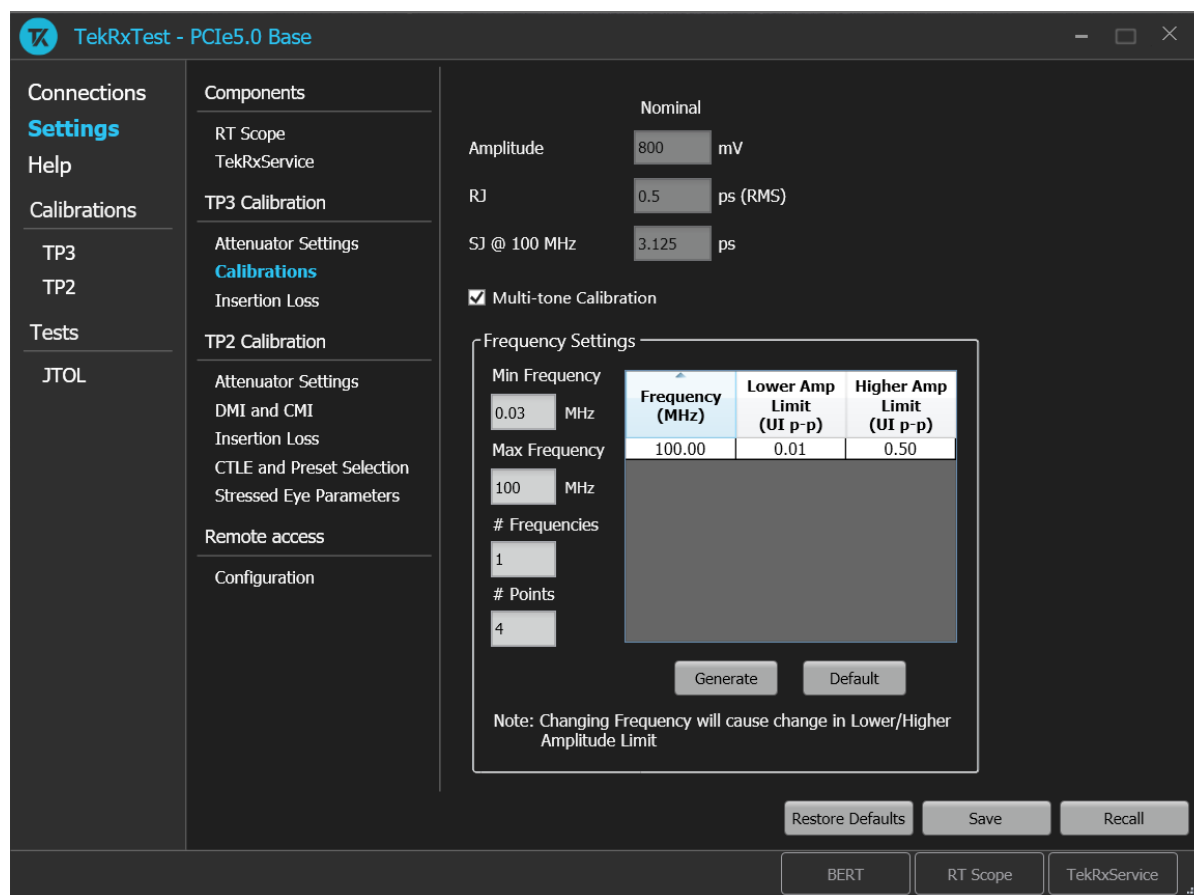 TK TekRxTest - PCIe5.0 Base
Connections
Settings
Help
Calibrations
TP3
TP2
Tests
JTOL
Components
RT Scope
TekRxService
TP3 Calibration
Attenuator Settings
Calibrations
Insertion Loss
TP2 Calibration
Attenuator Settings
DMI and CMI
Insertion Loss
CTLE and Preset Selection
Stressed Eye Parameters
Remote access
Configuration
Nominal
Amplitude 800 mV
RJ 0.5 ps (RMS)
SJ @ 100 MHz 3.125 ps
Multi-tone Calibration
Frequency Settings
Min Frequency
0.03 MHz
Max Frequency
100 MHz
# Frequencies
1
# Points
4
Frequency
(MHz)
Lower Amp
Limit
(UI p-p)
Higher Amp
Limit
(UI p-p)
100.00 0.01 0.50
Generate Default
Note: Changing Frequency will cause change in Lower/Higher
Amplitude Limit
Restore Defaults Save Recall
BERT RT Scope TekRxService